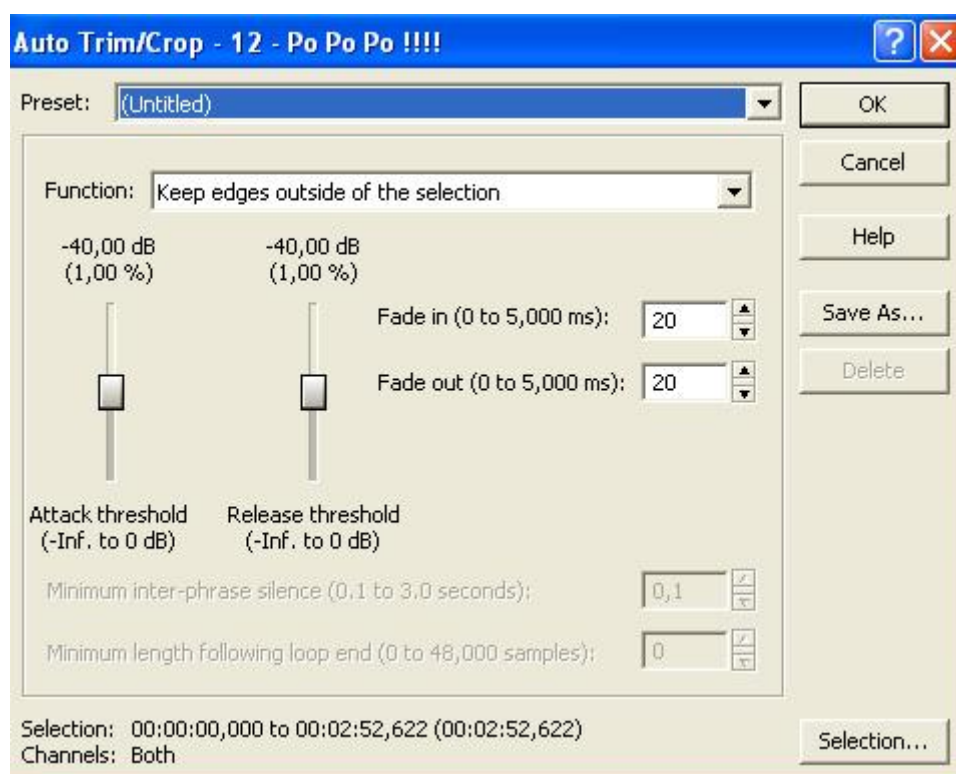 Auto Trim/Crop - 12 - Po Po Po !!!!
Preset: (Untitled)
OK
Cancel
Function: Keep edges outside of the selection
Help
-40,00 dB -40,00 dB
(1,00 %) (1,00 %)
Fade in (0 to 5,000 ms): 20
Save As...
Fade out (0 to 5,000 ms): 20
Delete
Attack threshold Release threshold
(-Inf. to 0 dB) (-Inf. to 0 dB)
Minimum inter-phrase silence (0.1 to 3.0 seconds): 0,1
Minimum length following loop end (0 to 48,000 samples): 0
Selection: 00:00:00,000 to 00:02:52,622 (00:02:52,622)
Channels: Both
Selection...